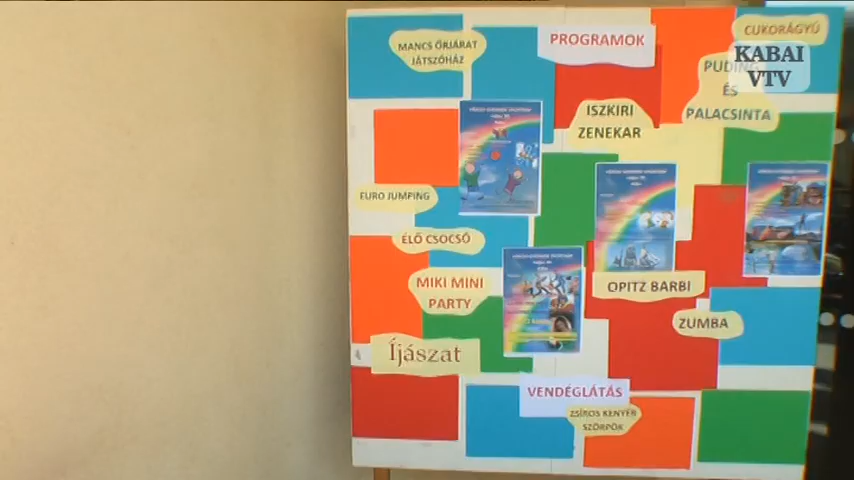 MANCS ŐRJÁRAT
JÁTSZÓHÁZ
PROGRAMOK
CUKORÁGYÚ
KABAI
VTV
PUDING
ÉS
PALACSINTA
ISZKIRI
ZENEKAR
EURO JUMPING
ÉLŐ CSOCSÓ
MIKI MINI
PARTY
OPITZ BARBI
ZUMBA
Íjászat
VENDÉGLÁTÁS
ZSÍROS KENYÉR
SZÖRPÖK